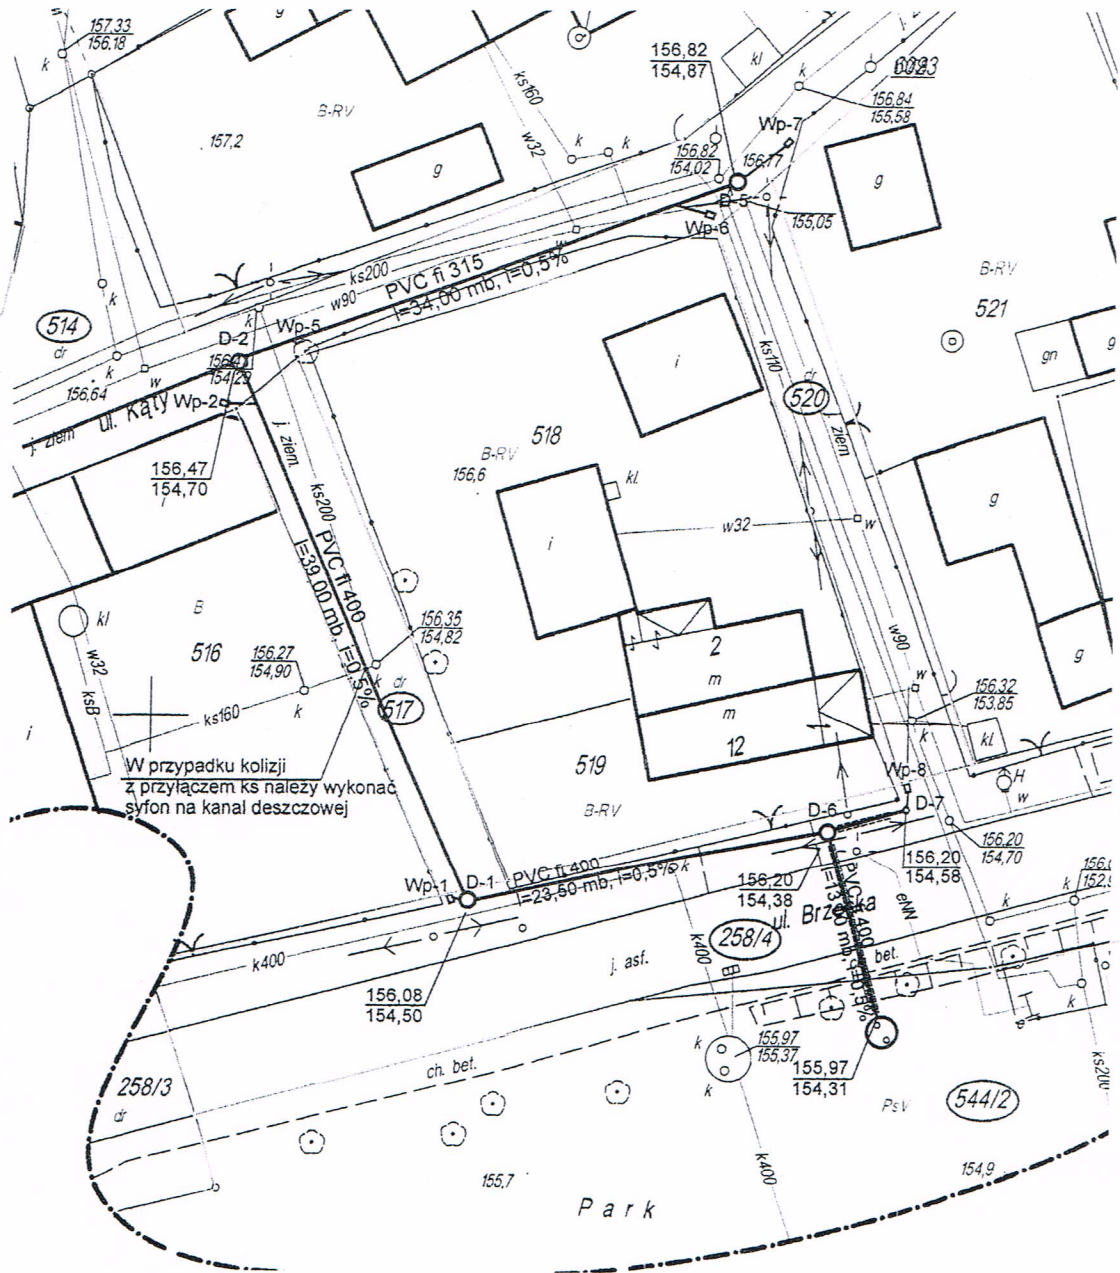 157,33
156,18
k
g
ks160
156,82
154,87
kl
k
156,84
155,58
B-RV
157,2
w32
k
k
Wp-7
156,82
154,02
156,77
g
g
D-5
Wp-6
155,05
w
B-RV
521
k
ks200
w90
PVC fi 315
l=34,00 mb, i=0,5%
514
dr
k
Wp-5
D-2
154,29
k
156,64
w
Wp-2
ul. Kąty
j. ziem
j. ziem
i
ks110
dr
520
j. ziem
gn
g
156,47
154,70
518
B-RV
156,6
kl.
ks200
PVC fi 400
l=39,00 mb, i=0,5%
i
w32
w
g
kl
B
516
w32
ksB
156,27
154,90
k
156,35
154,82
k
dr
517
ks160
2
m
m
12
w90
w
k
156,32
153,85
g
kl.
i
W przypadku kolizji
z przyłączem ks należy wykonać
syfon na kanał deszczowej
519
B-RV
Wp-8
D-6
D-7
H
w
156,20
154,70
156,20
154,58
Wp-1
D-1
PVC fi 400
l=23,50 mb, i=0,5%
k
156,20
154,38
ul. Brzeska
eNN
258/4
k400
bet.
k
k
k400
j. asf.
156,08
154,50
k
k
155,97
155,37
155,97
154,31
k
e
ks200
ch. bet.
258/3
dr
PsV
544/2
k400
155,7
154,9
Park